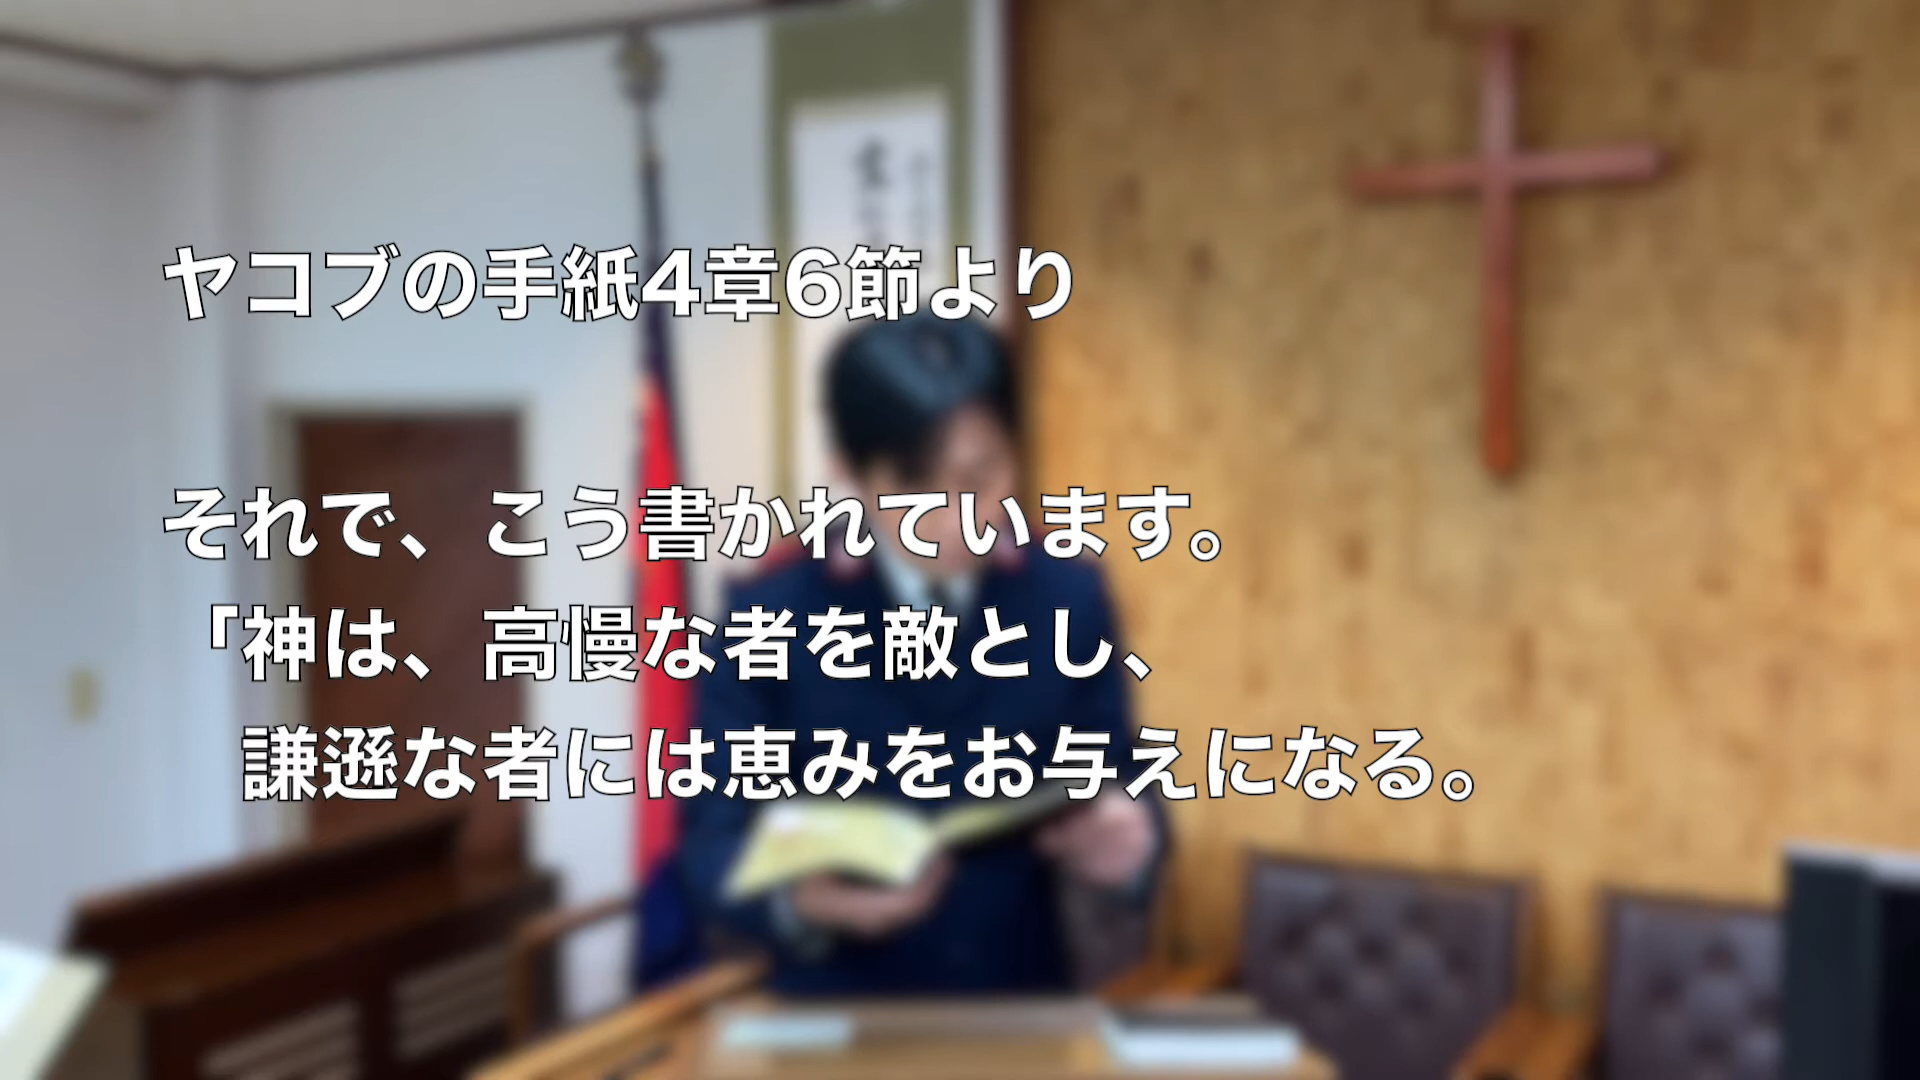 ヤコブの手紙4章6節より
それで、こう書かれています。
「神は、高慢な者を敵とし、
謙遜な者には恵みをお与えになる。